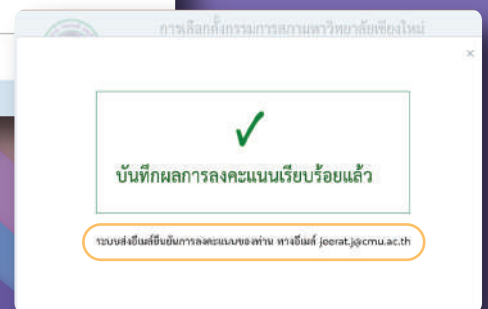 การเลือกตั้งกรรมการสภามหาวิทยาลัยเชียงใหม่
×
✓
บันทึกผลการลงคะแนนเรียบร้อยแล้ว
ระบบส่งอีเมล์ยืนยันการลงคะแนนของท่าน ทางอีเมล์ jeerat.j@cmu.ac.th